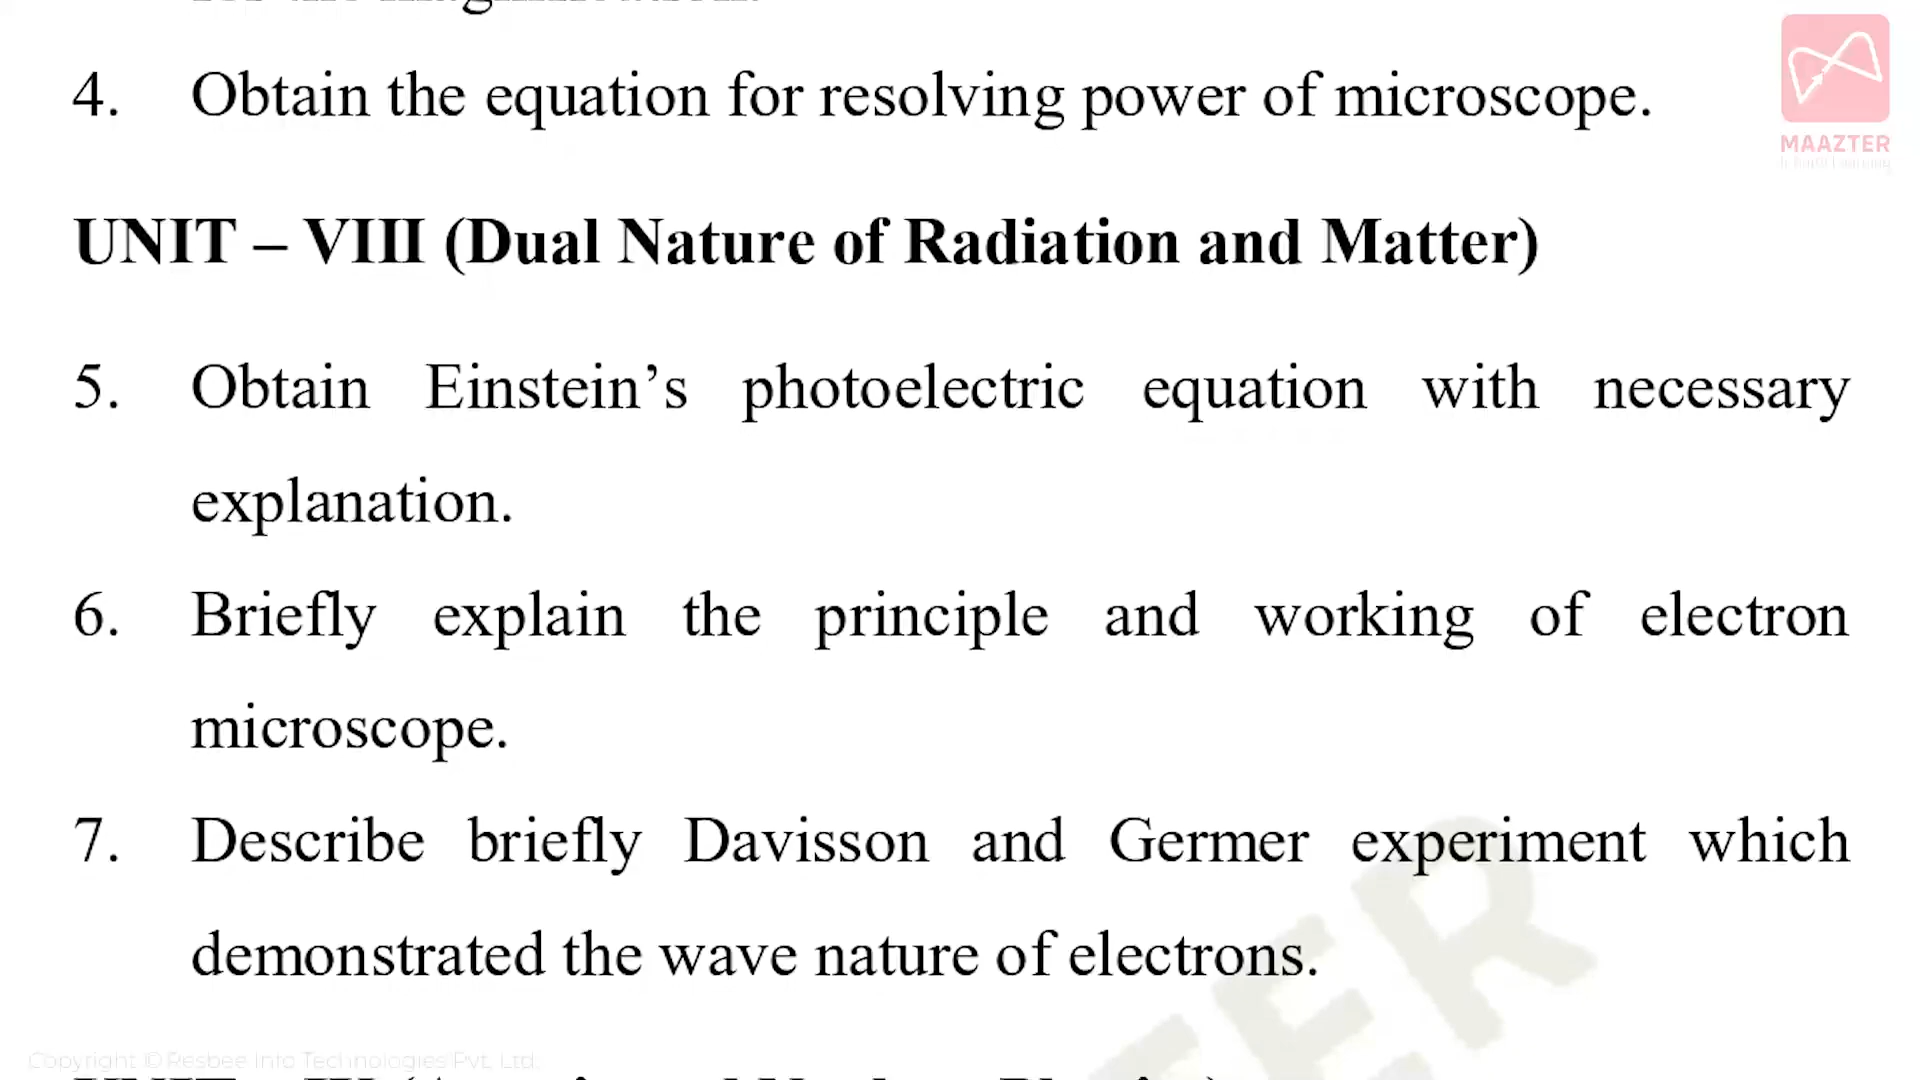 4. Obtain the equation for resolving power of microscope.
MAAZTER
UNIT – VIII (Dual Nature of Radiation and Matter)
5. Obtain Einstein’s photoelectric equation with necessary
explanation.
6. Briefly explain the principle and working of electron
microscope.
7. Describe briefly Davisson and Germer experiment which
demonstrated the wave nature of electrons.
Copyright © Resbee Info Technologies Pvt. Ltd.